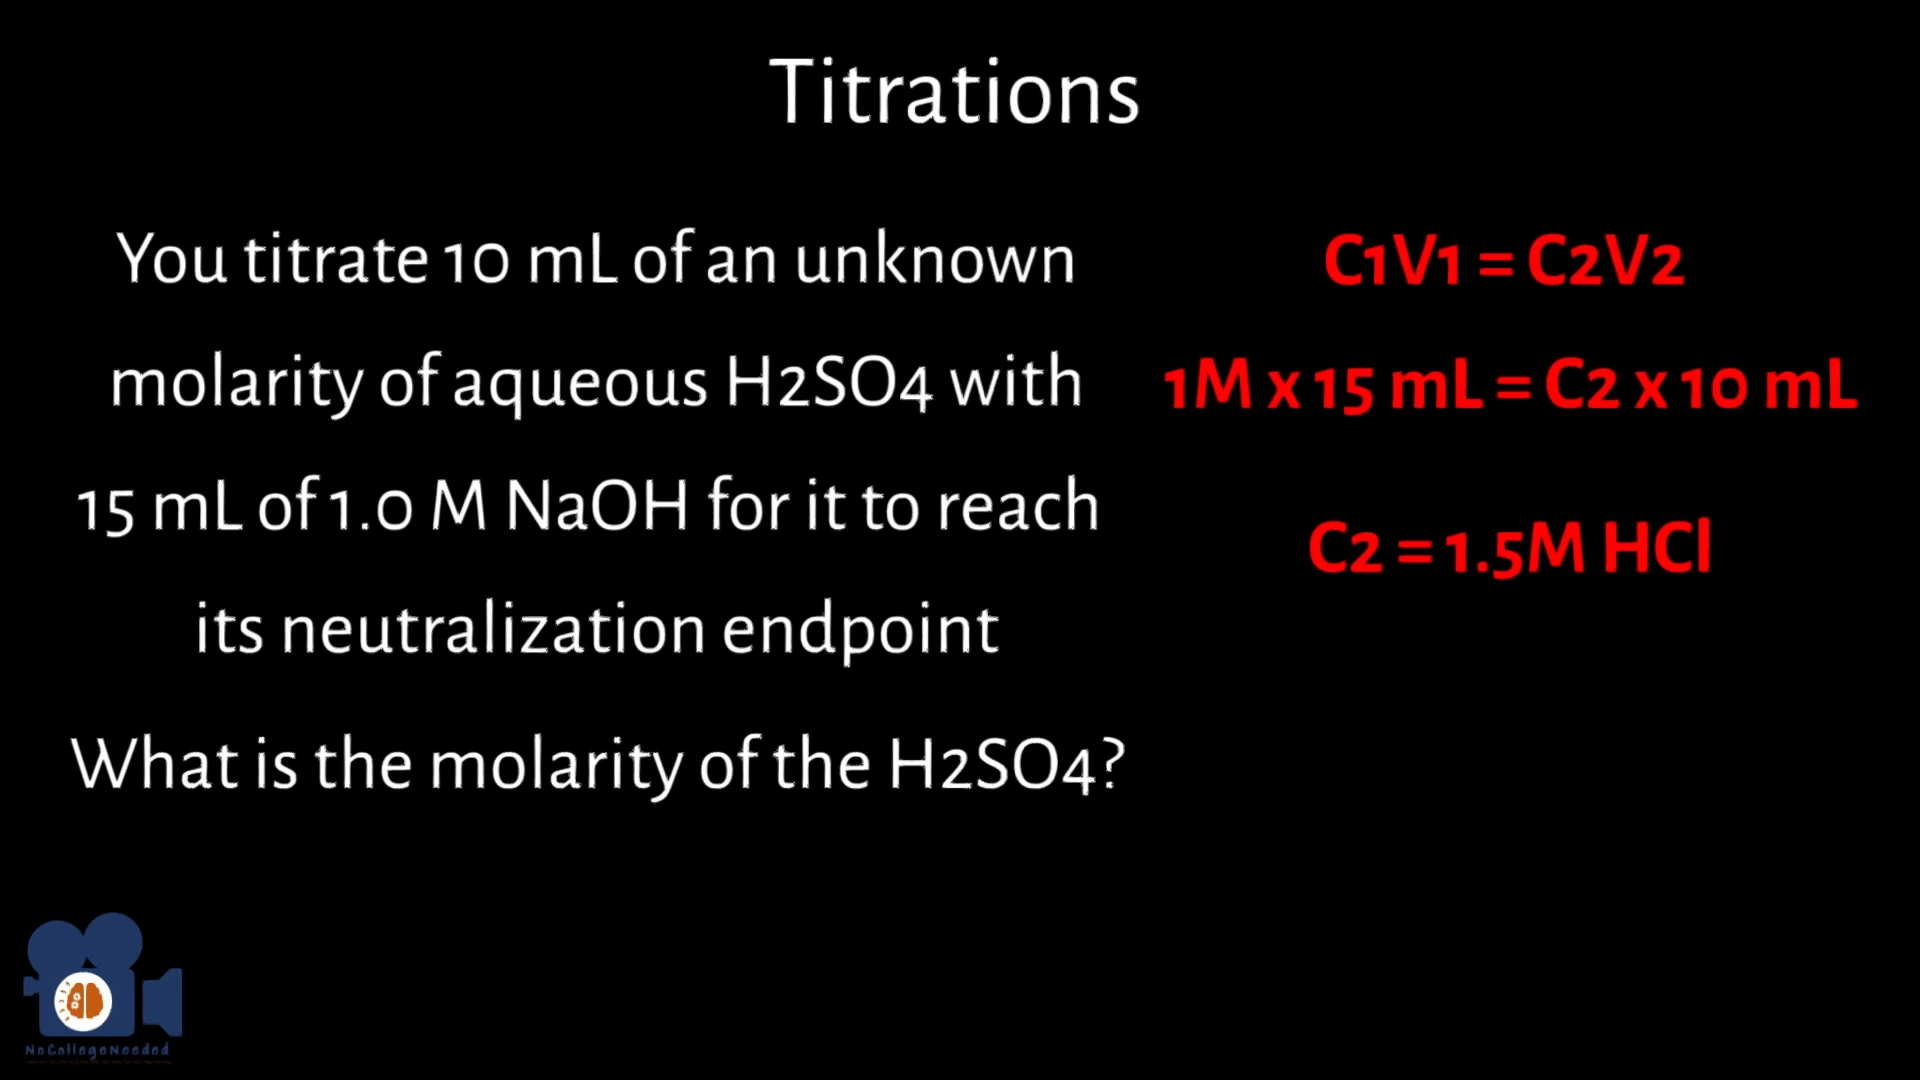 Titrations
You titrate 10 mL of an unknown
molarity of aqueous H2SO4 with
15 mL of 1.0 M NaOH for it to reach
its neutralization endpoint
What is the molarity of the H2SO4?
C1V1 = C2V2
1M x 15 mL = C2 x 10 mL
C2 = 1.5M HCl
NoCollegeNeeded